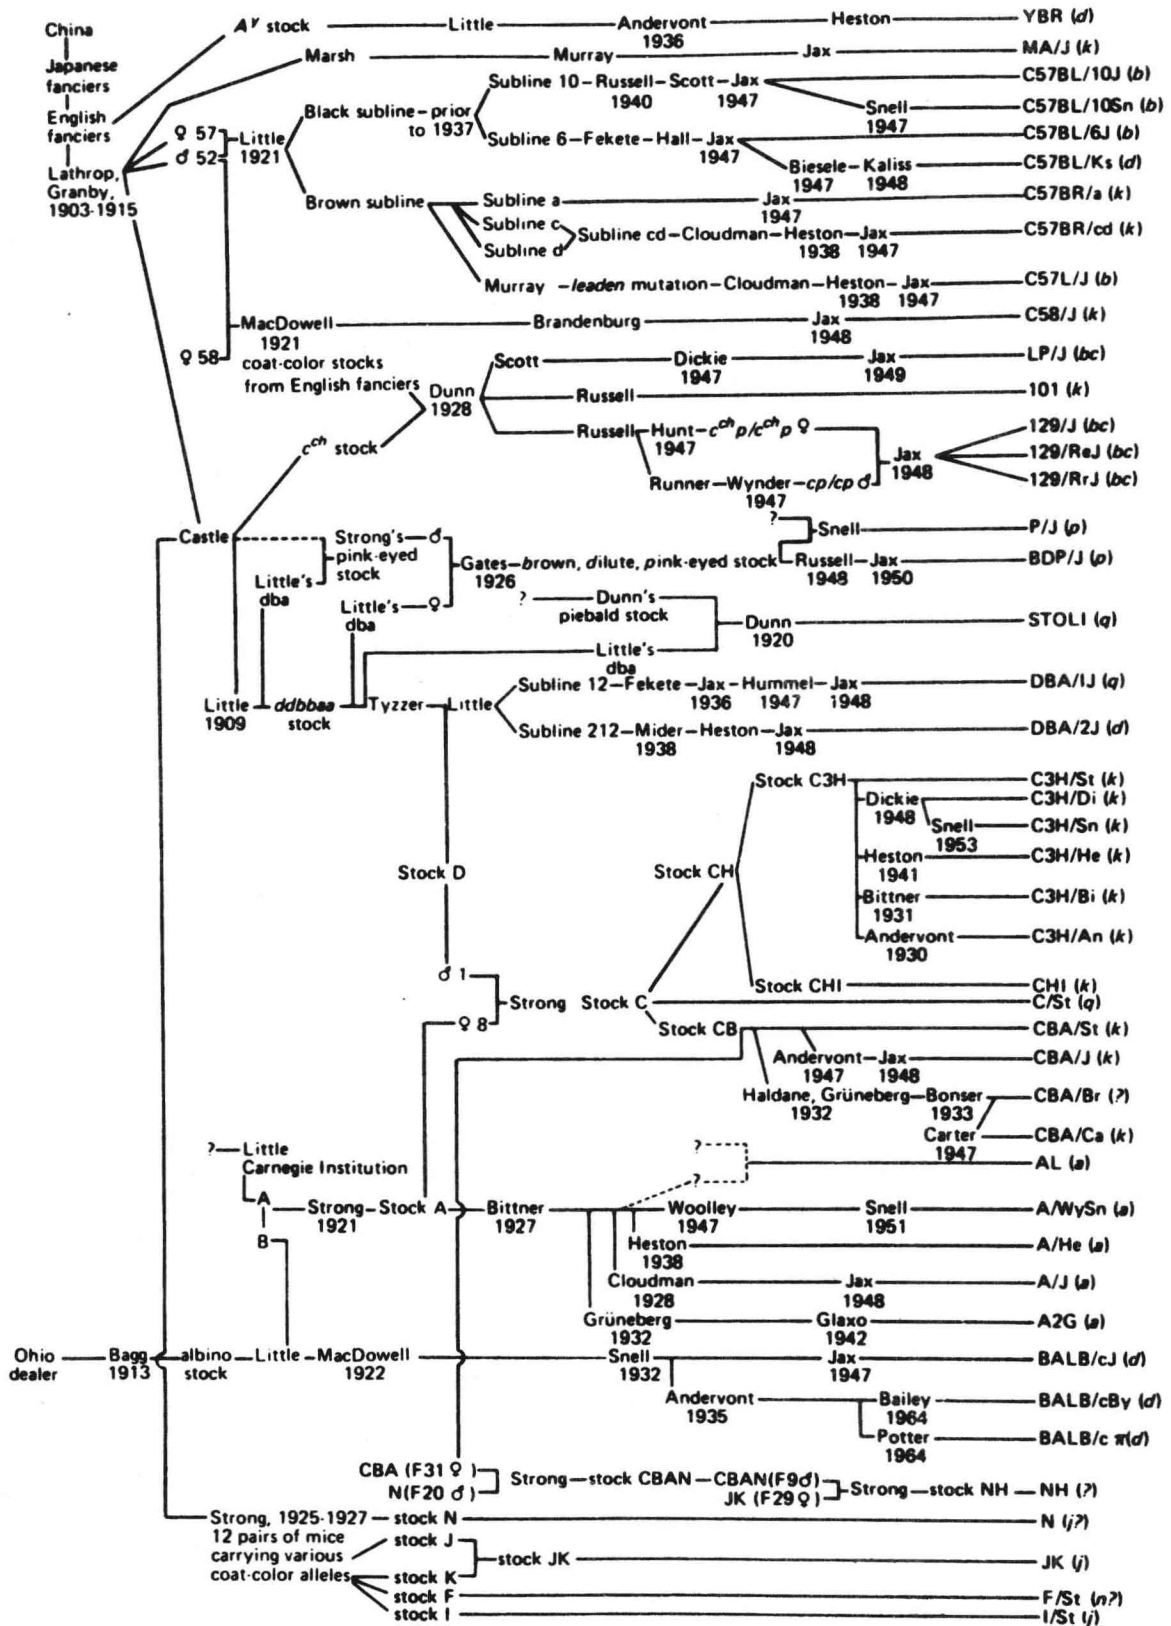 China
Japanese
fanciers
English
fanciers
Lathrop,
Granby,
1903-1915
Aʸ stock Little Andervont Heston YBR (d)
1936
Marsh Murray Jax MA/J (k)
Subline 10 – Russell – Scott – Jax C57BL/10J (b)
1940 1947
Snell C57BL/10Sn (b)
1947
Black subline – prior
to 1937
♀ 57
♂ 52 Little
1921
Subline 6 – Fekete – Hall – Jax C57BL/6J (b)
1947
Biesele – Kaliss C57BL/Ks (d)
1947 1948
Brown subline Subline a Jax C57BR/a (k)
1947
Subline c
Subline d Subline cd – Cloudman – Heston – Jax C57BR/cd (k)
1938 1947
Murray – leaden mutation – Cloudman – Heston – Jax C57L/J (b)
1938 1947
MacDowell Brandenburg Jax C58/J (k)
1921 1948
♀ 58
coat-color stocks
from English fanciers
Dunn
1928
Scott Dickie Jax LP/J (bc)
1947 1949
Russell 101 (k)
cᶜʰ stock
Russell Hunt – cᶜʰp/cᶜʰp ♀
1947
Runner – Wynder – cp/cp ♂
1947
Jax
1948
129/J (bc)
129/ReJ (bc)
129/RrJ (bc)
Castle Strong's ♂
pink-eyed
stock
Little's
dba
Little's ♀
dba
Gates – brown, dilute, pink-eyed stock
1926
? Snell P/J (p)
Russell – Jax BDP/J (p)
1948 1950
? Dunn's
piebald stock
Dunn STOLI (q)
1920
Little's
dba
Little ddbbaa Tyzzer Little
1909 stock
Subline 12 – Fekete – Jax – Hummel – Jax DBA/IJ (q)
1936 1947 1948
Subline 212 – Mider – Heston – Jax DBA/2J (d)
1938 1948
Stock D
♂ 1
♀ 8 Strong
Stock C C/St (q)
Stock CH
Stock C3H C3H/St (k)
Dickie C3H/Di (k)
1948
Snell C3H/Sn (k)
1953
Heston C3H/He (k)
1941
Bittner C3H/Bi (k)
1931
Andervont C3H/An (k)
1930
Stock CHI CHI (k)
Stock CB CBA/St (k)
Andervont – Jax CBA/J (k)
1947 1948
Haldane, Grüneberg – Bonser CBA/Br (?)
1932 1933
Carter CBA/Ca (k)
1947
? – Little
Carnegie Institution
A
B
Strong – Stock A Bittner
1921 1927
?
? AL (a)
Woolley Snell A/WySn (a)
1947 1951
Heston A/He (a)
1938
Cloudman Jax A/J (a)
1928 1948
Grüneberg Glaxo A2G (a)
1932 1942
Ohio
dealer
Bagg
1913
albino
stock
Little – MacDowell Snell Jax BALB/cJ (d)
1922 1932 1947
Andervont Bailey BALB/cBy (d)
1935 1964
Potter BALB/c π(d)
1964
CBA (F31 ♀)
N(F20 ♂)
Strong – stock CBAN – CBAN(F9♂)
JK (F29♀)
Strong – stock NH – NH (?)
Strong, 1925-1927 – stock N N (j?)
12 pairs of mice
carrying various
coat-color alleles
stock J
stock K
stock JK JK (j)
stock F F/St (n?)
stock I I/St (j)